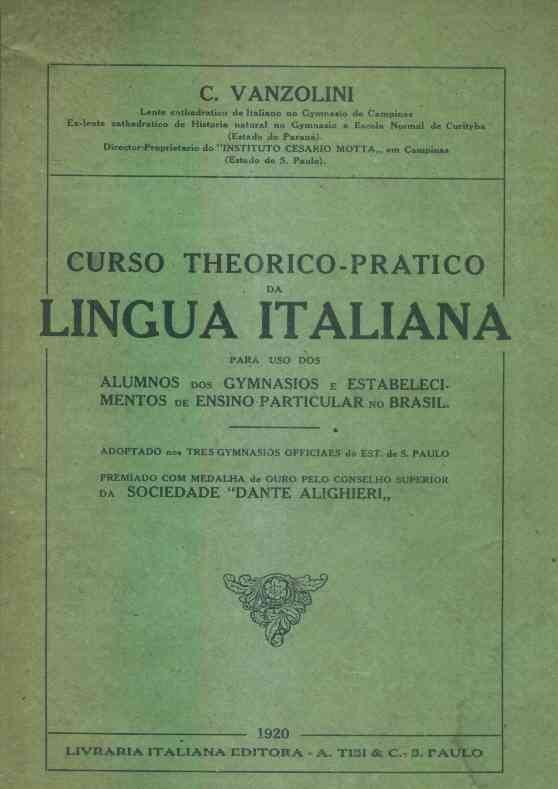 C. VANZOLINI
Lente cathedratico de Italiano no Gymnasio de Campinas
Ex-lente cathedratico de Historia natural no Gymnasio e Escola Normal de Curityba
(Estado do Paraná).
Director-Proprietario do "INSTITUTO CESARIO MOTTA„ em Campinas
(Estado de S. Paulo).
CURSO THEORICO-PRATICO
DA
LINGUA ITALIANA
PARA USO DOS
ALUMNOS DOS GYMNASIOS E ESTABELECI-
MENTOS DE ENSINO PARTICULAR NO BRASIL.
ADOPTADO nos TRES GYMNASIOS OFFICIAES do EST. de S. PAULO
PREMIADO COM MEDALHA de OURO PELO CONSELHO SUPERIOR
DA SOCIEDADE "DANTE ALIGHIERI„
1920
LIVRARIA ITALIANA EDITORA - A. TISI & C. - S. PAULO